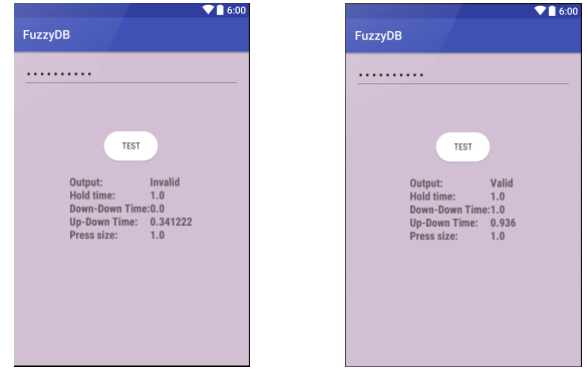 6:00
FuzzyDB
••••••••••
TEST
Output: Invalid
Hold time: 1.0
Down-Down Time:0.0
Up-Down Time: 0.341222
Press size: 1.0
6:00
FuzzyDB
••••••••••
TEST
Output: Valid
Hold time: 1.0
Down-Down Time:1.0
Up-Down Time: 0.936
Press size: 1.0